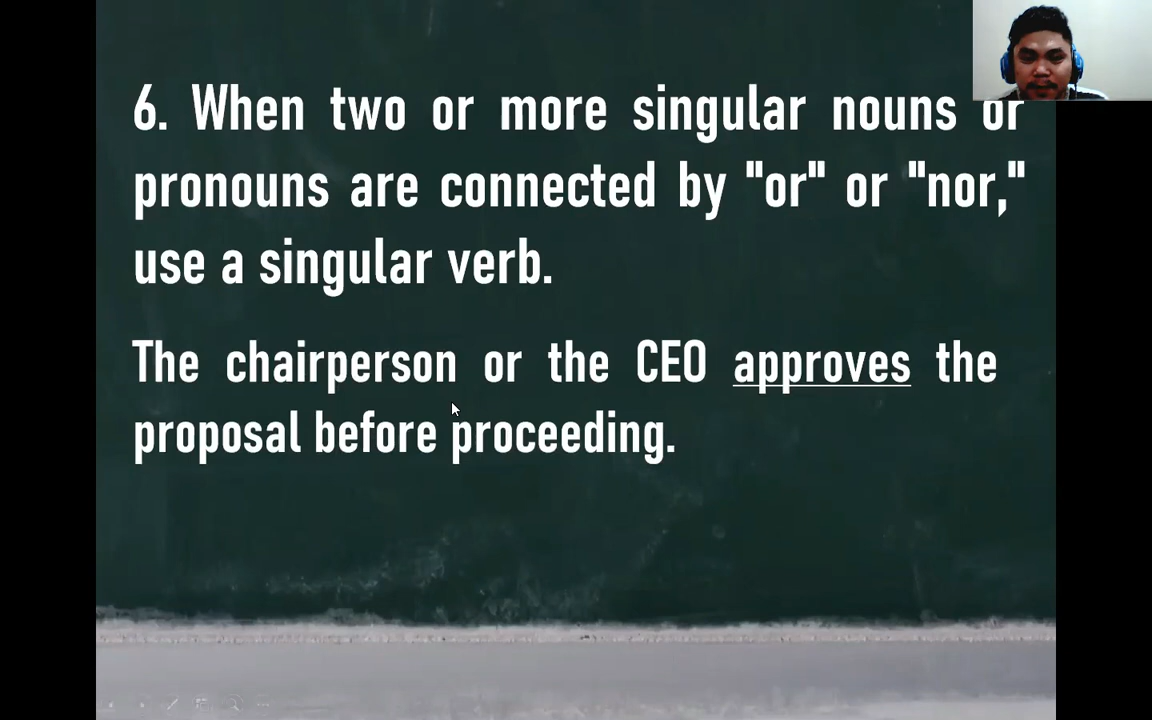 6. When two or more singular nouns or
pronouns are connected by "or" or "nor,"
use a singular verb.
The chairperson or the CEO approves the
proposal before proceeding.